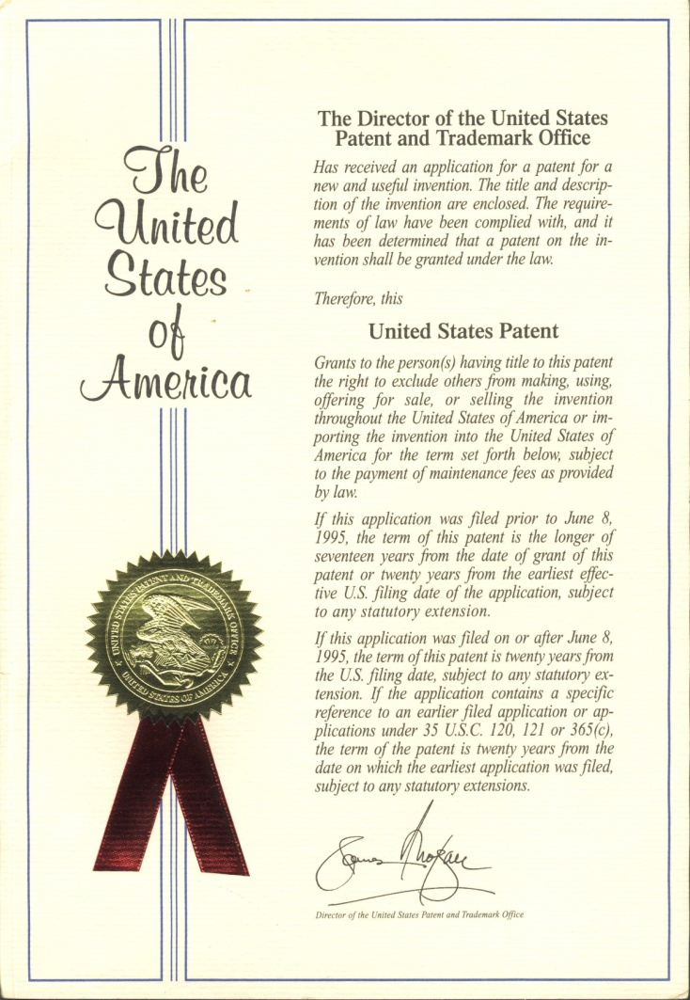 The
United
States
of
America
The Director of the United States
Patent and Trademark Office
Has received an application for a patent for a
new and useful invention. The title and descrip-
tion of the invention are enclosed. The require-
ments of law have been complied with, and it
has been determined that a patent on the in-
vention shall be granted under the law.
Therefore, this
United States Patent
Grants to the person(s) having title to this patent
the right to exclude others from making, using,
offering for sale, or selling the invention
throughout the United States of America or im-
porting the invention into the United States of
America for the term set forth below, subject
to the payment of maintenance fees as provided
by law.
If this application was filed prior to June 8,
1995, the term of this patent is the longer of
seventeen years from the date of grant of this
patent or twenty years from the earliest effec-
tive U.S. filing date of the application, subject
to any statutory extension.
If this application was filed on or after June 8,
1995, the term of this patent is twenty years from
the U.S. filing date, subject to any statutory ex-
tension. If the application contains a specific
reference to an earlier filed application or ap-
plications under 35 U.S.C. 120, 121 or 365(c),
the term of the patent is twenty years from the
date on which the earliest application was filed,
subject to any statutory extensions.
James
Director of the United States Patent and Trademark Office
UNITED STATES PATENT AND TRADEMARK OFFICE
UNITED STATES OF AMERICA